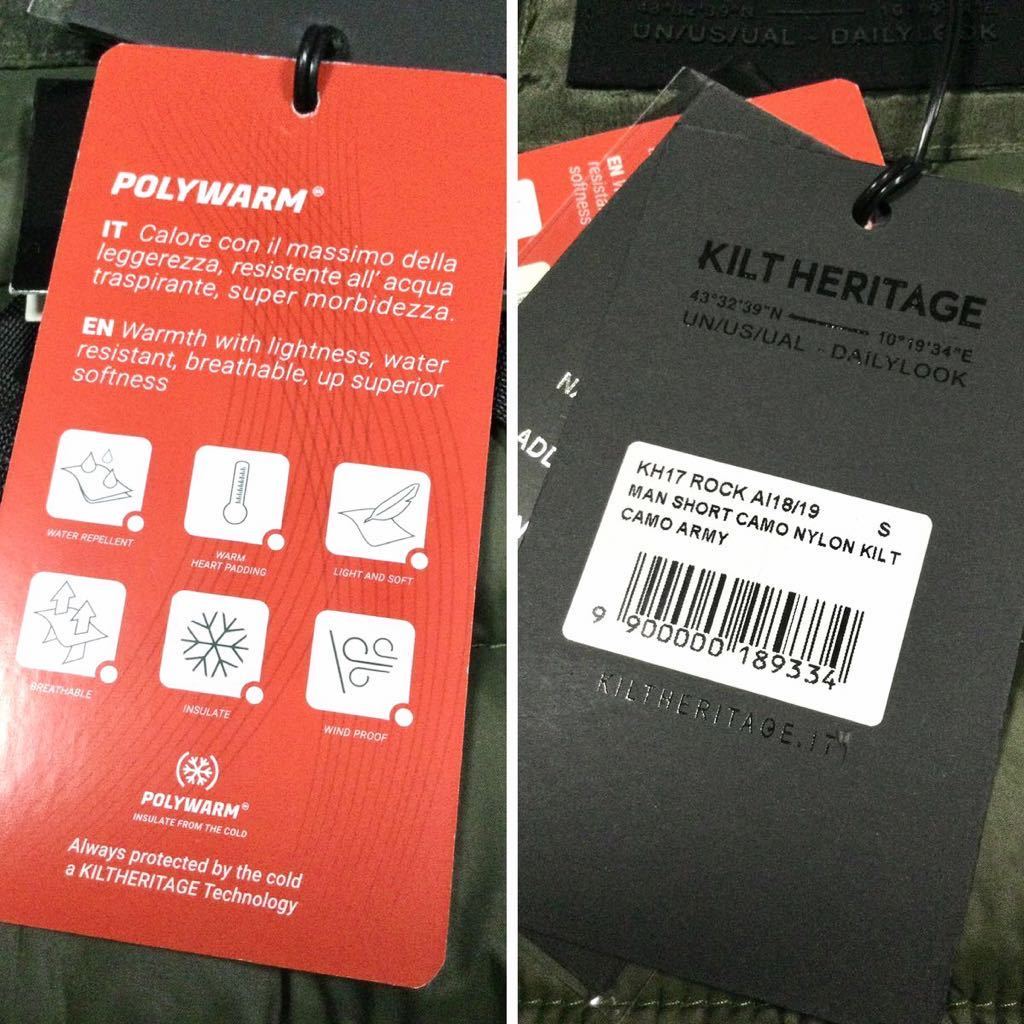 POLYWARM®
IT Calore con il massimo della
leggerezza, resistente all' acqua
traspirante, super morbidezza.
EN Warmth with lightness, water
resistant, breathable, up superior
softness
WATER REPELLENT
WARM
HEART PADDING
LIGHT AND SOFT
BREATHABLE
INSULATE
WIND PROOF
POLYWARM®
INSULATE FROM THE COLD
Always protected by the cold
a KILTHERITAGE Technology
UN/US/UAL - DAILYLOOK
EN
resista
softness
KILT HERITAGE
43°32'39"N 10°19'34"E
UN/US/UAL - DAILYLOOK
ADL
KH17 ROCK AI18/19 S
MAN SHORT CAMO NYLON KILT
CAMO ARMY
9 900000 189334
KILTHERITAGE.IT